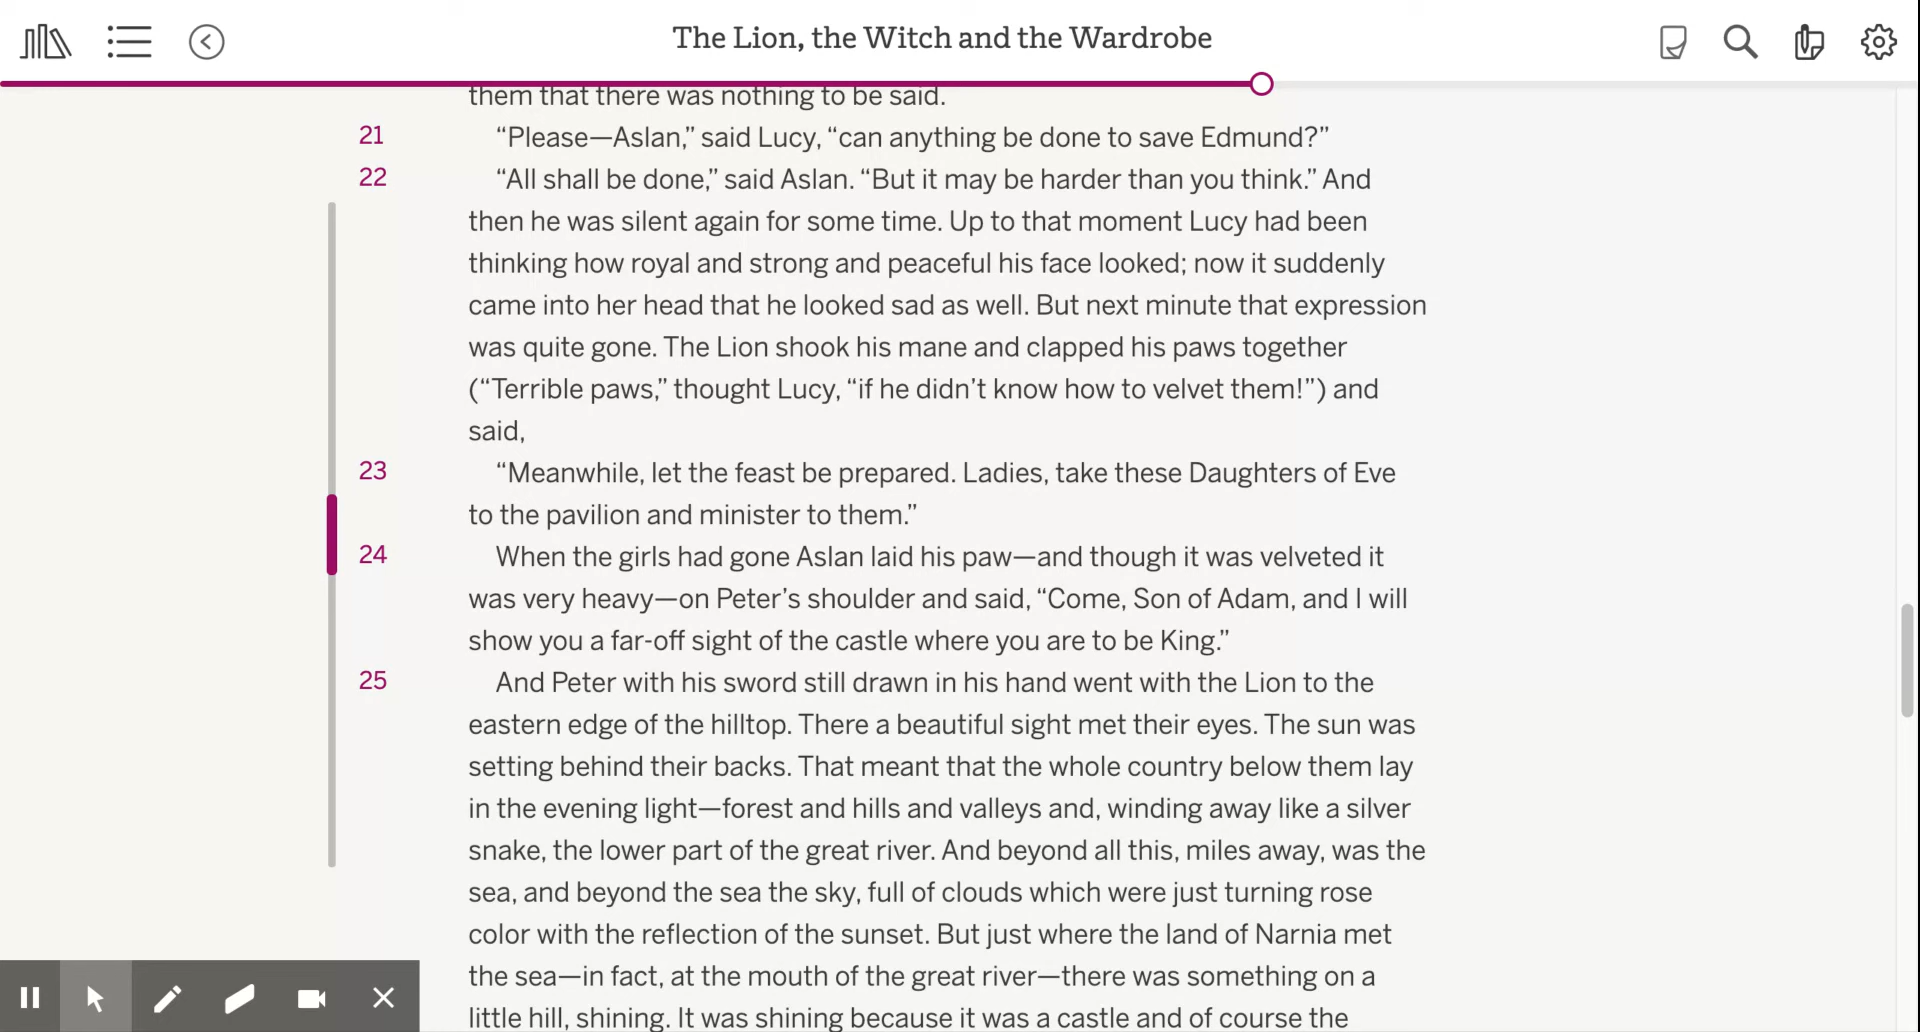 The Lion, the Witch and the Wardrobe
them that there was nothing to be said.
21 “Please—Aslan,” said Lucy, “can anything be done to save Edmund?”
22 “All shall be done,” said Aslan. “But it may be harder than you think.” And
then he was silent again for some time. Up to that moment Lucy had been
thinking how royal and strong and peaceful his face looked; now it suddenly
came into her head that he looked sad as well. But next minute that expression
was quite gone. The Lion shook his mane and clapped his paws together
(“Terrible paws,” thought Lucy, “if he didn’t know how to velvet them!”) and
said,
23 “Meanwhile, let the feast be prepared. Ladies, take these Daughters of Eve
to the pavilion and minister to them.”
24 When the girls had gone Aslan laid his paw—and though it was velveted it
was very heavy—on Peter’s shoulder and said, “Come, Son of Adam, and I will
show you a far-off sight of the castle where you are to be King.”
25 And Peter with his sword still drawn in his hand went with the Lion to the
eastern edge of the hilltop. There a beautiful sight met their eyes. The sun was
setting behind their backs. That meant that the whole country below them lay
in the evening light—forest and hills and valleys and, winding away like a silver
snake, the lower part of the great river. And beyond all this, miles away, was the
sea, and beyond the sea the sky, full of clouds which were just turning rose
color with the reflection of the sunset. But just where the land of Narnia met
the sea—in fact, at the mouth of the great river—there was something on a
little hill, shining. It was shining because it was a castle and of course the